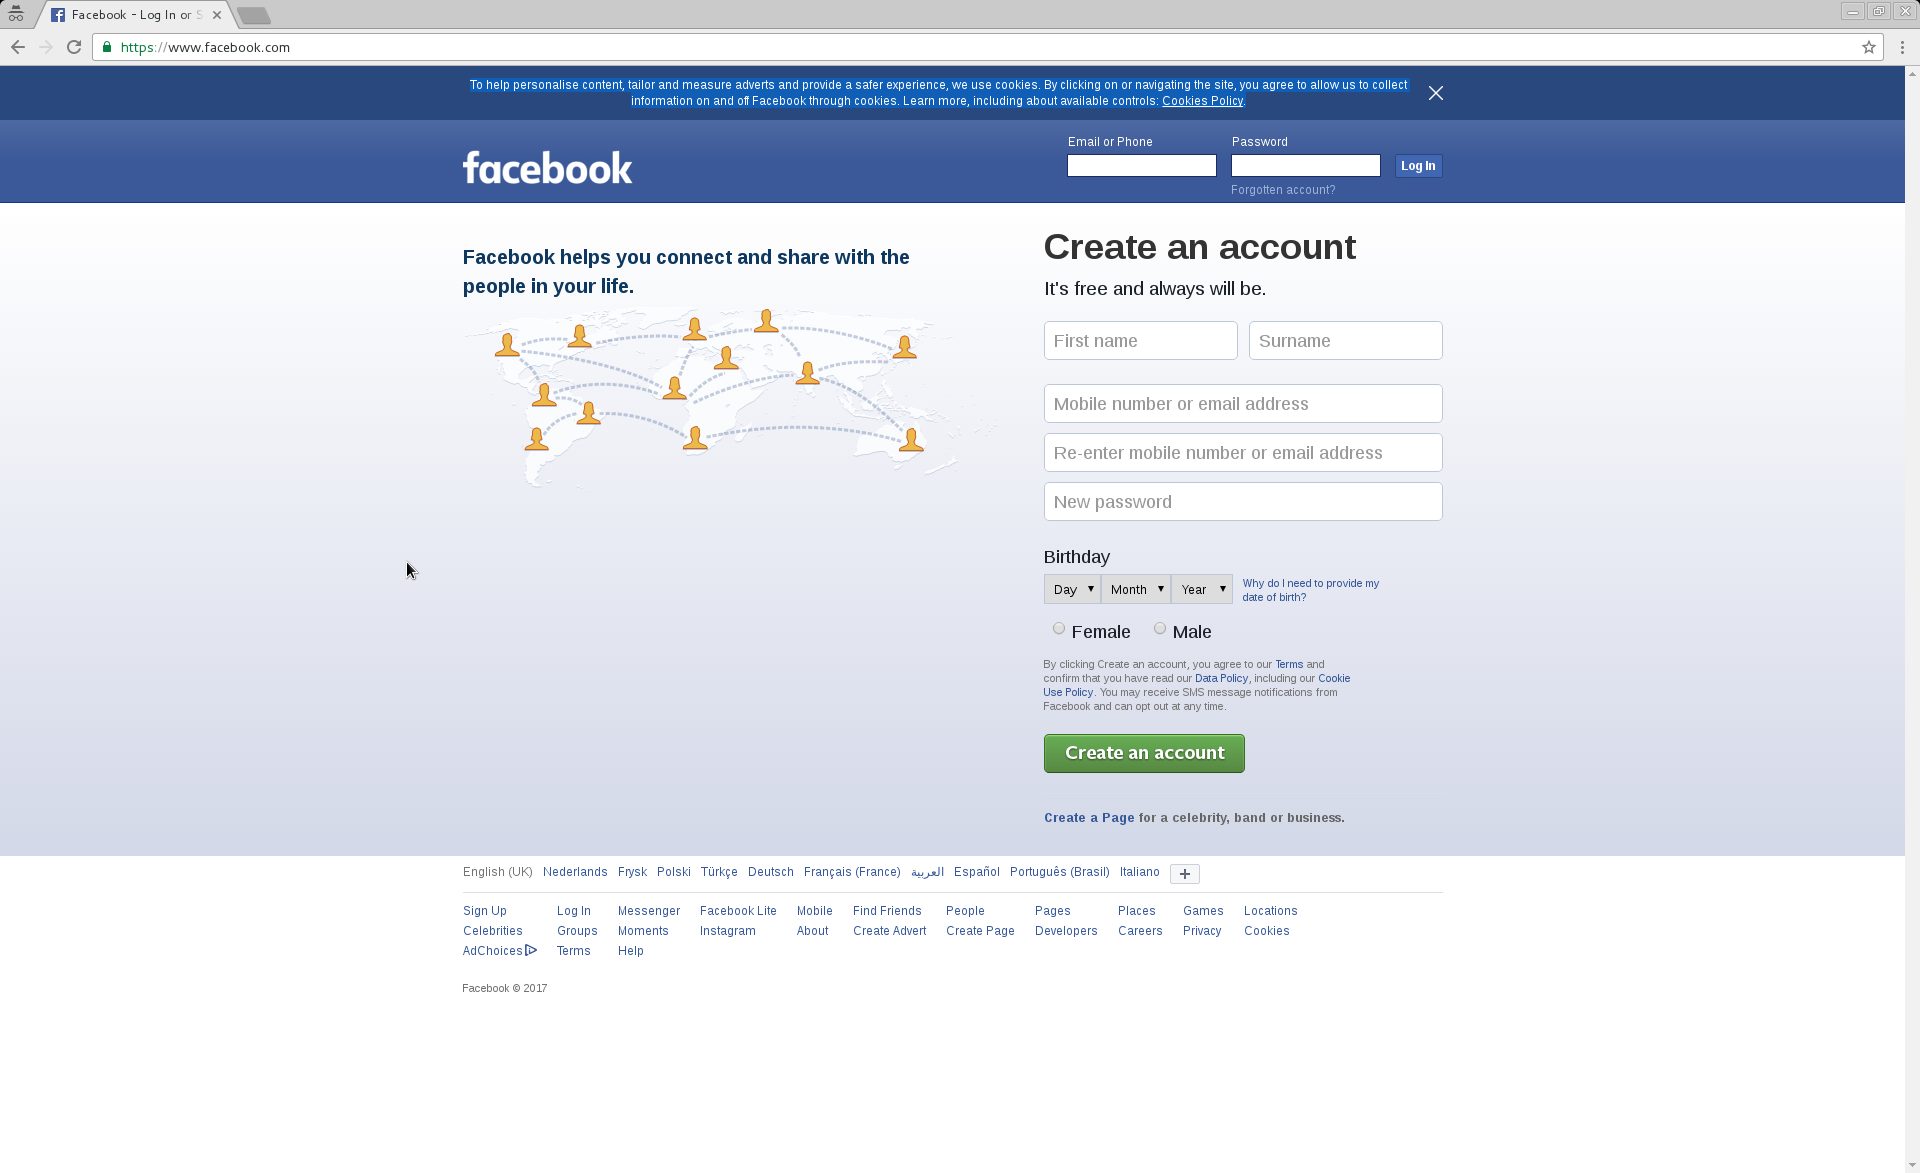 Facebook - Log In or S
https://www.facebook.com
To help personalise content, tailor and measure adverts and provide a safer experience, we use cookies. By clicking on or navigating the site, you agree to allow us to collect
information on and off Facebook through cookies. Learn more, including about available controls: Cookies Policy.
Email or Phone Password
facebook
Log In
Forgotten account?
Create an account
Facebook helps you connect and share with the
people in your life.
It's free and always will be.
First name Surname
Mobile number or email address
Re-enter mobile number or email address
New password
Birthday
Day Month Year
Why do I need to provide my
date of birth?
Female Male
By clicking Create an account, you agree to our Terms and
confirm that you have read our Data Policy, including our Cookie
Use Policy. You may receive SMS message notifications from
Facebook and can opt out at any time.
Create an account
Create a Page for a celebrity, band or business.
English (UK) Nederlands Frysk Polski Türkçe Deutsch Français (France) العربية Español Português (Brasil) Italiano +
Sign Up Log In Messenger Facebook Lite Mobile Find Friends People Pages Places Games Locations
Celebrities Groups Moments Instagram About Create Advert Create Page Developers Careers Privacy Cookies
AdChoices Terms Help
Facebook © 2017